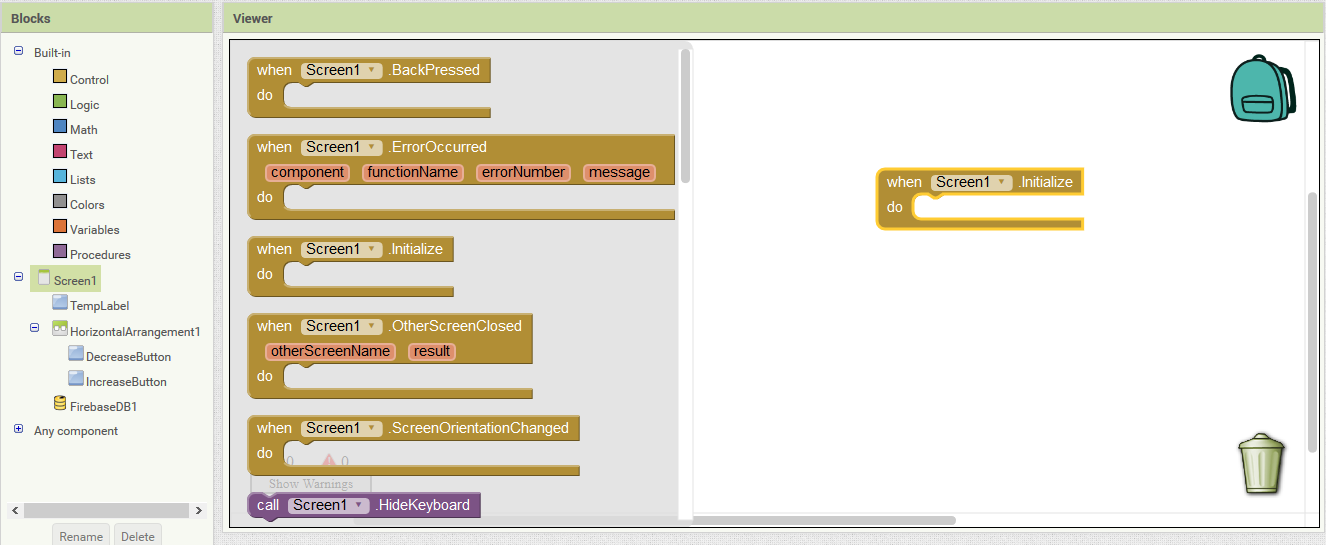 Blocks
Built-in
Control
Logic
Math
Text
Lists
Colors
Variables
Procedures
Screen1
TempLabel
HorizontalArrangement1
DecreaseButton
IncreaseButton
FirebaseDB1
Any component
Rename Delete
Viewer
when Screen1 .BackPressed
do
when Screen1 .ErrorOccurred
component functionName errorNumber message
do
when Screen1 .Initialize
do
when Screen1 .OtherScreenClosed
otherScreenName result
do
when Screen1 .ScreenOrientationChanged
do
0 0
Show Warnings
call Screen1 .HideKeyboard
when Screen1 .Initialize
do